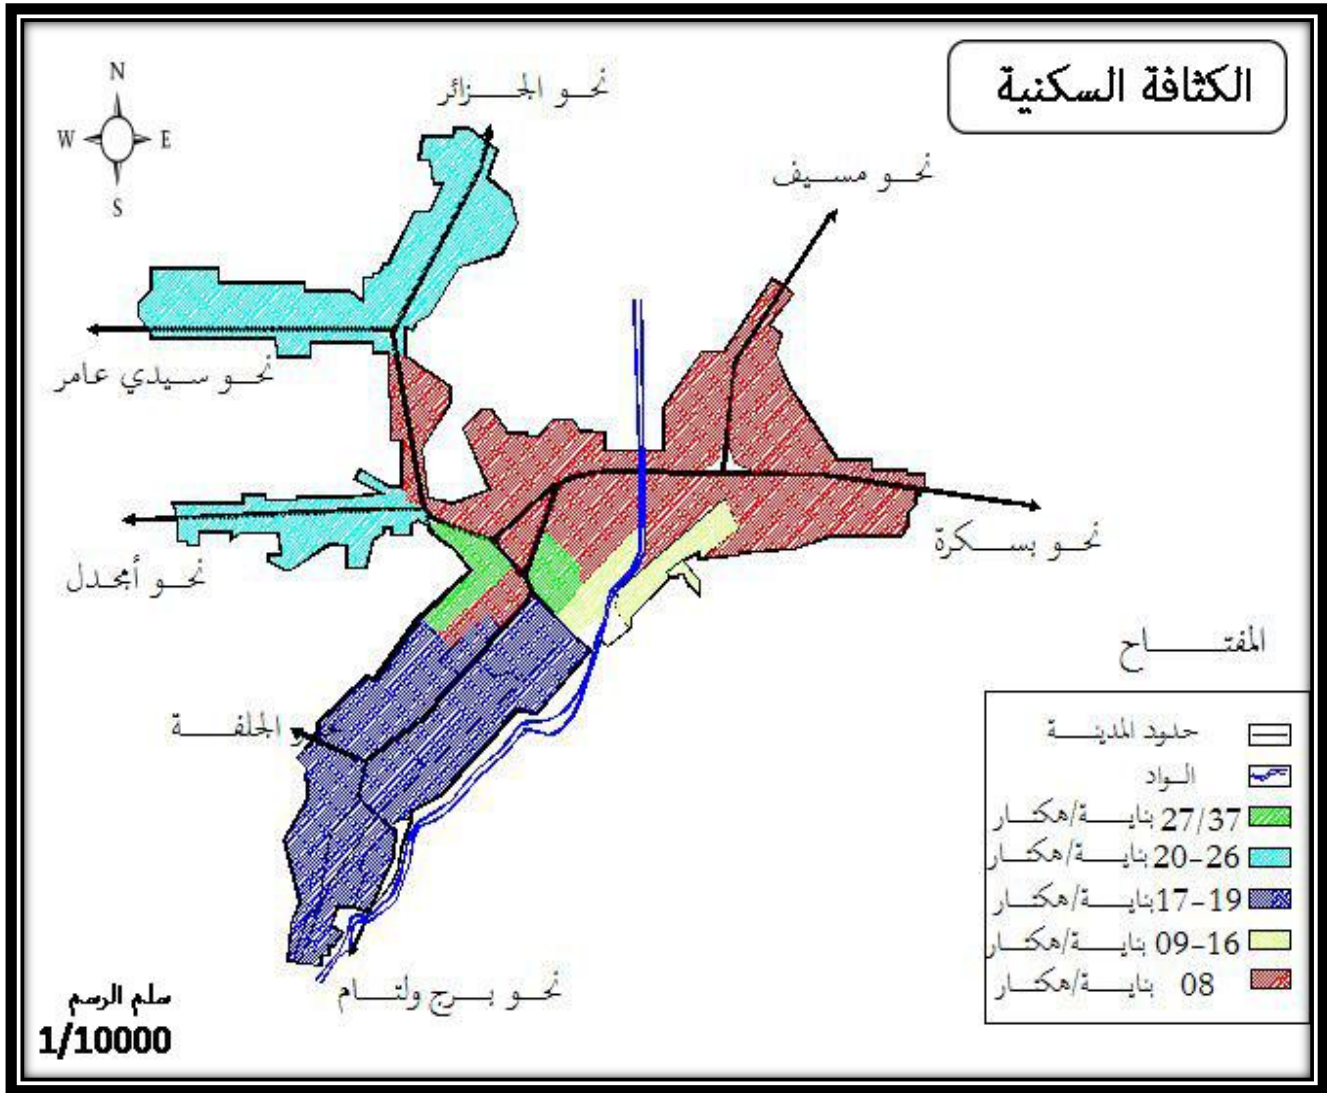 الكثافة السكنية
N
W E
S
نحو الجزائر
نحو مسيف
نحو سيدي عامر
نحو بسكرة
نحو أمجدل
الجلفة
نحو برج ولتام
المفتاح
حدود المدينة
الواد
27/37 بناية/هكتار
20-26 بناية/هكتار
17-19 بناية/هكتار
09-16 بناية/هكتار
08 بناية/هكتار
سلم الرسم
1/10000